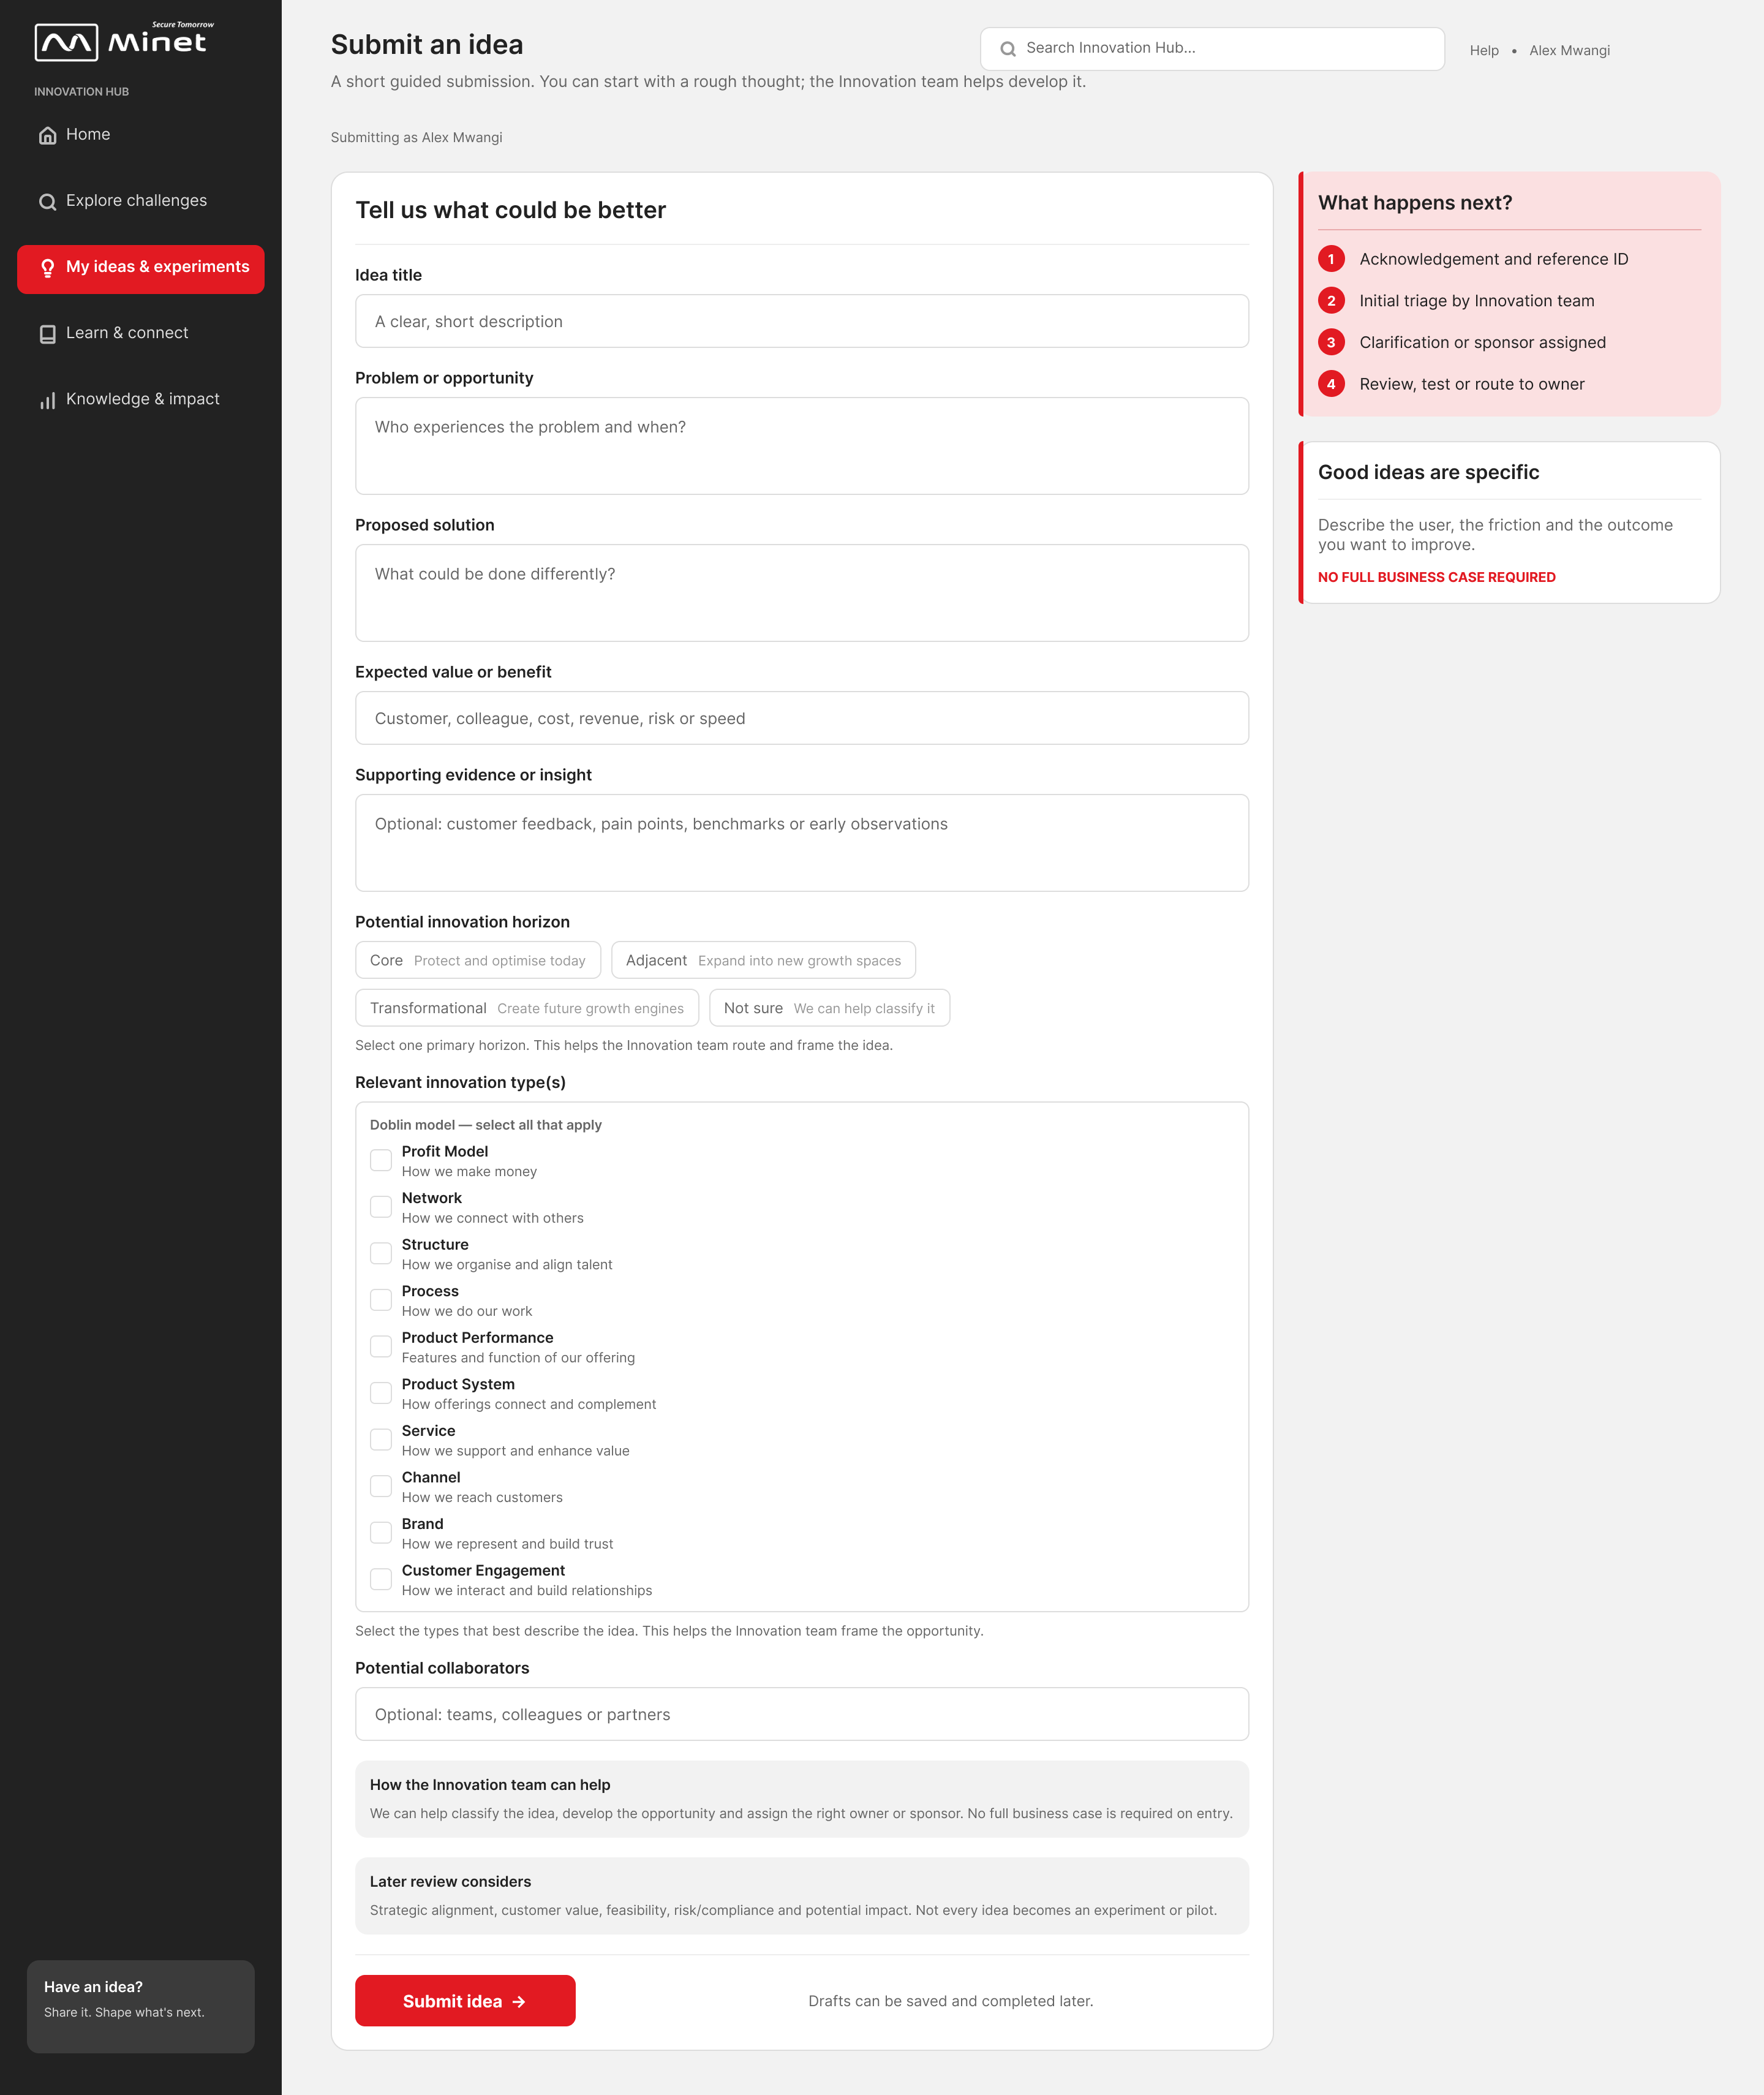 Secure Tomorrow
Minet
INNOVATION HUB
Home
Explore challenges
My ideas & experiments
Learn & connect
Knowledge & impact
Have an idea?
Share it. Shape what's next.
Submit an idea
A short guided submission. You can start with a rough thought; the Innovation team helps develop it.
Search Innovation Hub...
Help • Alex Mwangi
Submitting as Alex Mwangi
Tell us what could be better
Idea title
A clear, short description
Problem or opportunity
Who experiences the problem and when?
Proposed solution
What could be done differently?
Expected value or benefit
Customer, colleague, cost, revenue, risk or speed
Supporting evidence or insight
Optional: customer feedback, pain points, benchmarks or early observations
Potential innovation horizon
Core Protect and optimise today
Adjacent Expand into new growth spaces
Transformational Create future growth engines
Not sure We can help classify it
Select one primary horizon. This helps the Innovation team route and frame the idea.
Relevant innovation type(s)
Doblin model — select all that apply
Profit Model
How we make money
Network
How we connect with others
Structure
How we organise and align talent
Process
How we do our work
Product Performance
Features and function of our offering
Product System
How offerings connect and complement
Service
How we support and enhance value
Channel
How we reach customers
Brand
How we represent and build trust
Customer Engagement
How we interact and build relationships
Select the types that best describe the idea. This helps the Innovation team frame the opportunity.
Potential collaborators
Optional: teams, colleagues or partners
How the Innovation team can help
We can help classify the idea, develop the opportunity and assign the right owner or sponsor. No full business case is required on entry.
Later review considers
Strategic alignment, customer value, feasibility, risk/compliance and potential impact. Not every idea becomes an experiment or pilot.
Submit idea →
Drafts can be saved and completed later.
What happens next?
1 Acknowledgement and reference ID
2 Initial triage by Innovation team
3 Clarification or sponsor assigned
4 Review, test or route to owner
Good ideas are specific
Describe the user, the friction and the outcome
you want to improve.
NO FULL BUSINESS CASE REQUIRED